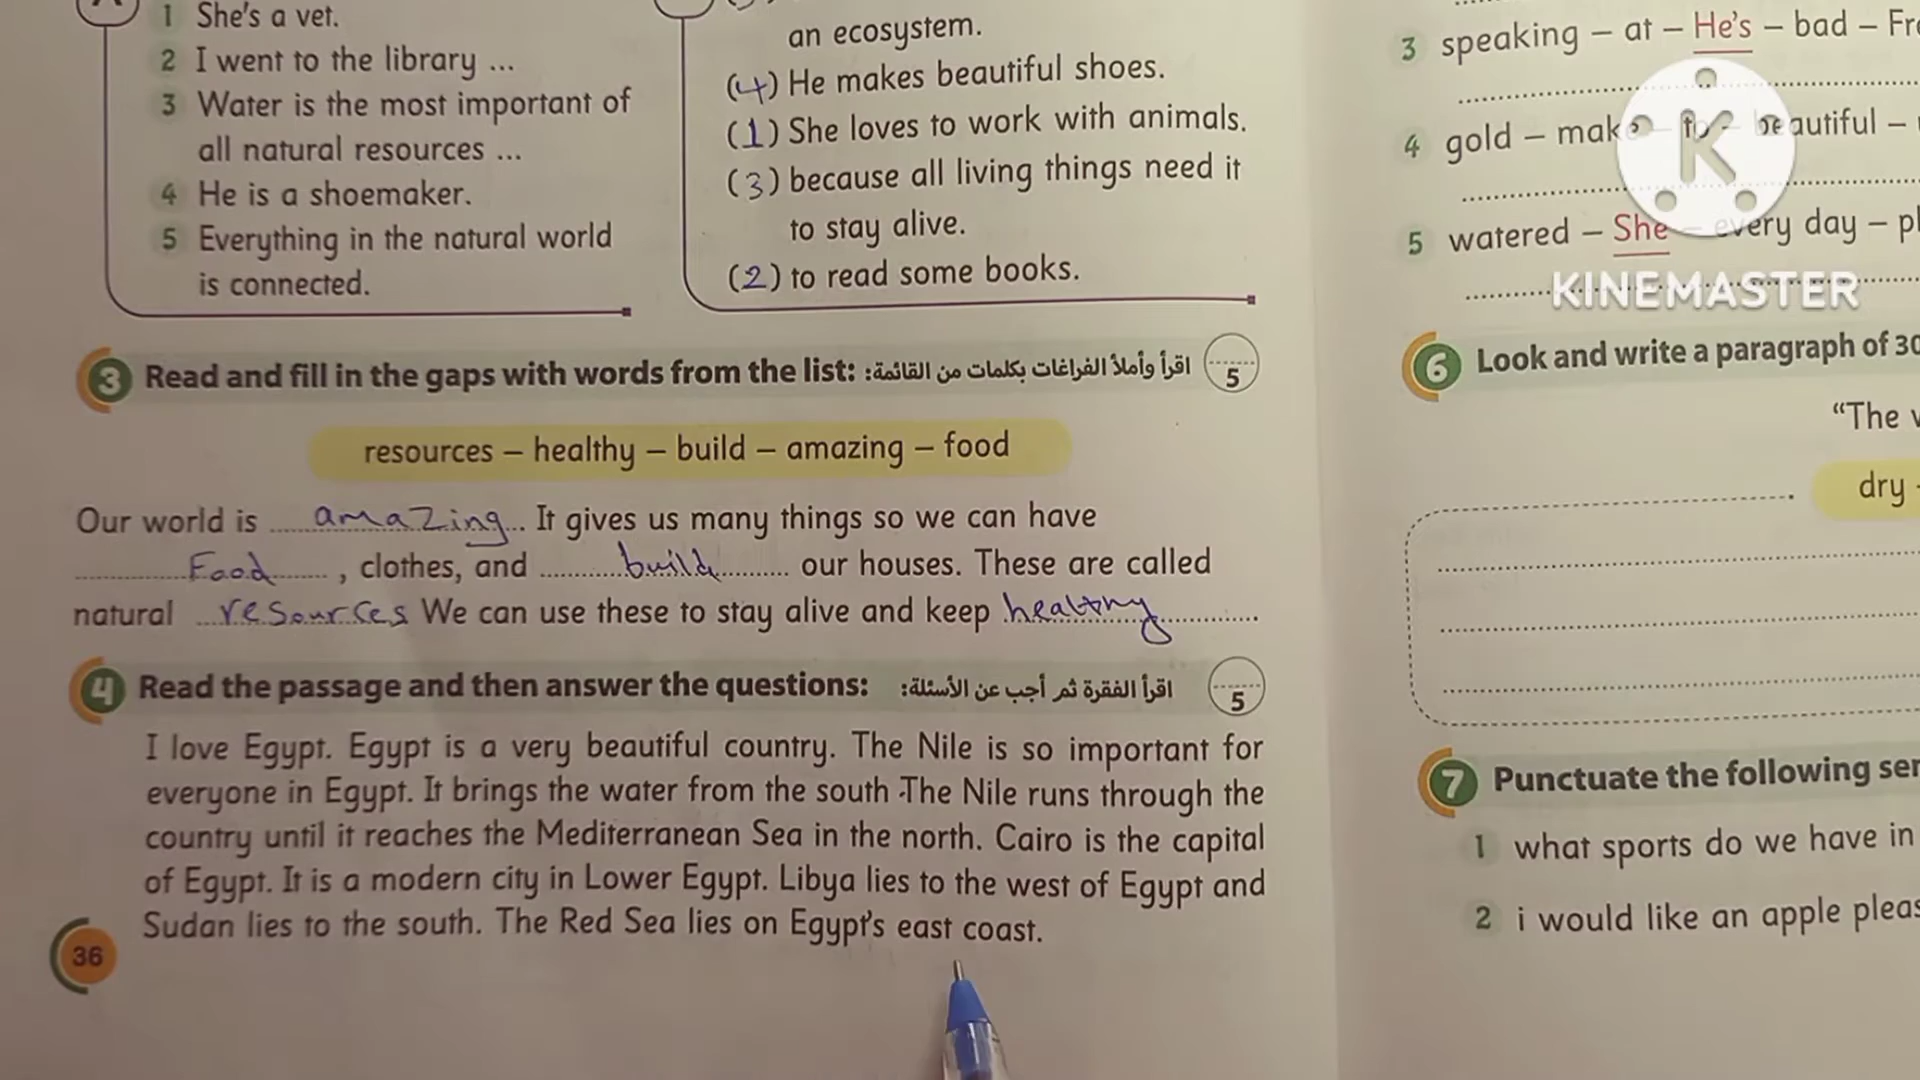 1 She's a vet.
2 I went to the library ...
3 Water is the most important of
all natural resources ...
4 He is a shoemaker.
5 Everything in the natural world
is connected.
an ecosystem.
(4) He makes beautiful shoes.
(1) She loves to work with animals.
(3) because all living things need it
to stay alive.
(2) to read some books.
3 Read and fill in the gaps with words from the list: اقرأ وأملأ الفراغات بكلمات من القائمة:
5
resources – healthy – build – amazing – food
Our world is amazing. It gives us many things so we can have
Food, clothes, and build our houses. These are called
natural resources We can use these to stay alive and keep healthy.
4 Read the passage and then answer the questions: اقرأ الفقرة ثم أجب عن الأسئلة:
5
I love Egypt. Egypt is a very beautiful country. The Nile is so important for
everyone in Egypt. It brings the water from the south .The Nile runs through the
country until it reaches the Mediterranean Sea in the north. Cairo is the capital
of Egypt. It is a modern city in Lower Egypt. Libya lies to the west of Egypt and
Sudan lies to the south. The Red Sea lies on Egypt's east coast.
36
3 speaking – at – He's – bad –
4 gold – make – to – beautiful –
5 watered – She – every day –
K
KINEMASTER
6 Look and write a paragraph of 30
"The
dry
7 Punctuate the following
1 what sports do we have in
2 i would like an apple